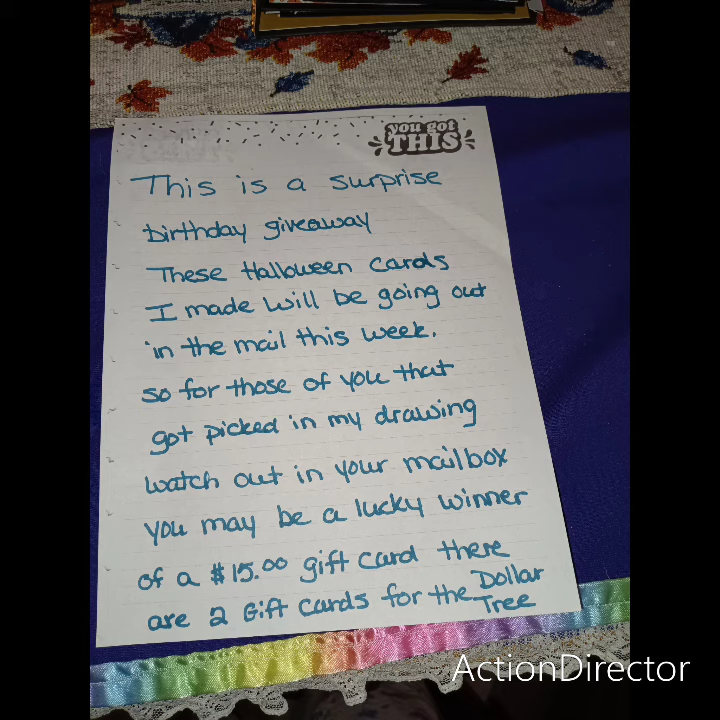 you got
THIS
This is a surprise
birthday giveaway
These Halloween cards
I made will be going out
in the mail this week.
so for those of you that
got picked in my drawing
watch out in your mailbox
you may be a lucky winner
of a $15.00 gift card there
are 2 Gift Cards for the Dollar
Tree
ActionDirector